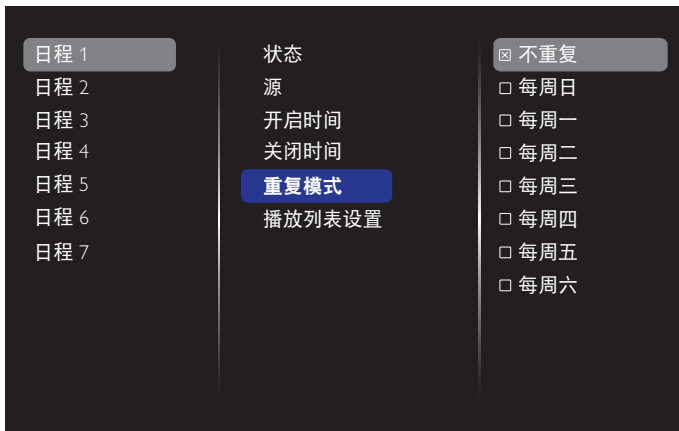 日程 1
日程 2
日程 3
日程 4
日程 5
日程 6
日程 7
状态
源
开启时间
关闭时间
重复模式
播放列表设置
不重复
每周日
每周一
每周二
每周三
每周四
每周五
每周六